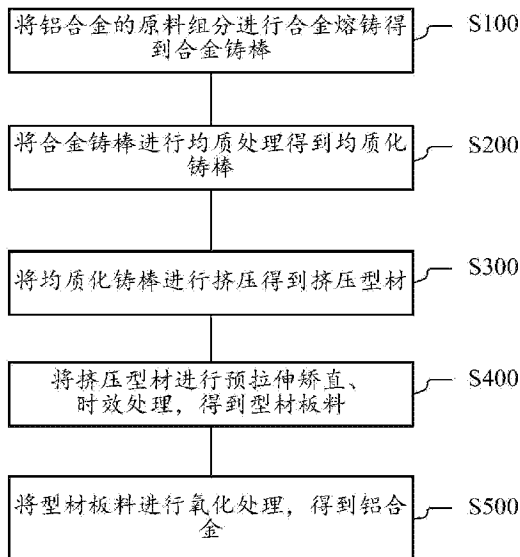 将铝合金的原料组分进行合金熔铸得
到合金铸棒
S100
将合金铸棒进行均质处理得到均质化
铸棒
S200
将均质化铸棒进行挤压得到挤压型材
S300
将挤压型材进行预拉伸矫直、
时效处理，得到型材板料
S400
将型材板料进行氧化处理，得到铝合
金
S500